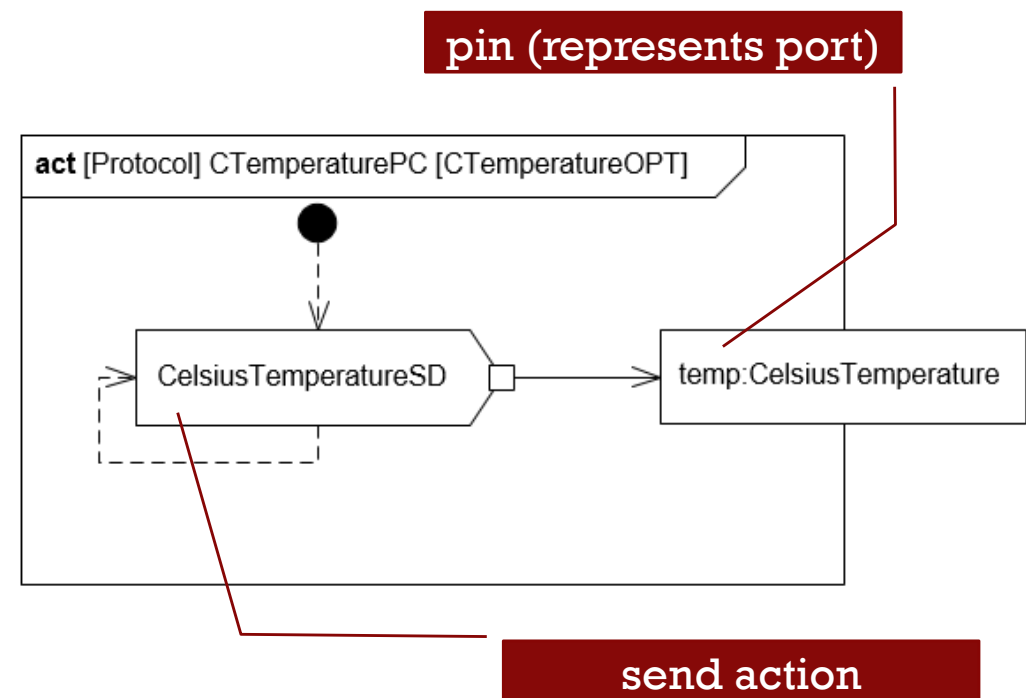 pin (represents port)
act [Protocol] CTemperaturePC [CTemperatureOPT]
CelsiusTemperatureSD
temp:CelsiusTemperature
send action